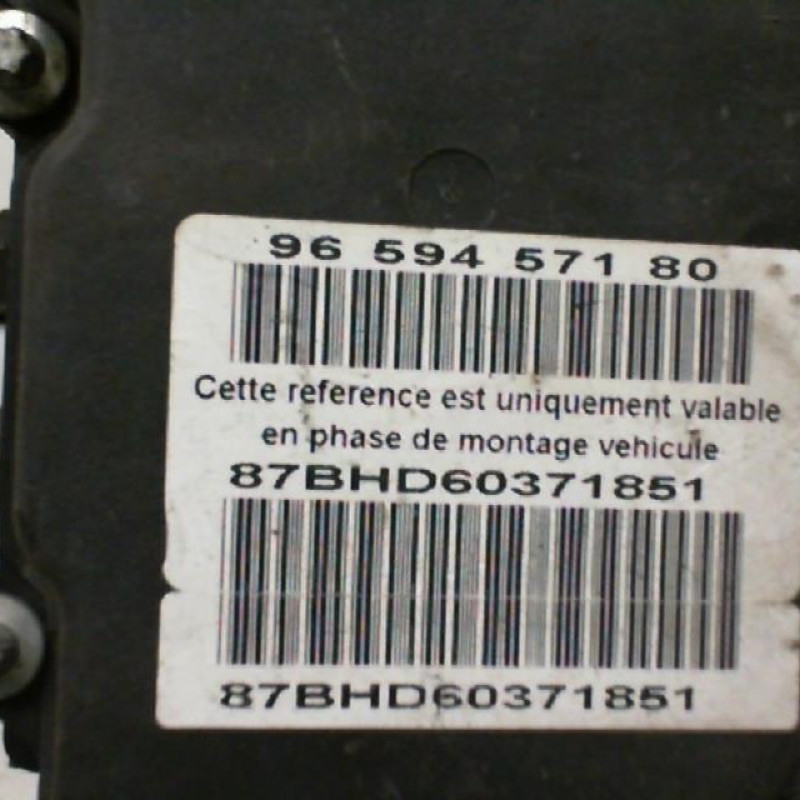 96 594 571 80
Cette reference est uniquement valable
en phase de montage vehicule
87BHD60371851
87BHD60371851